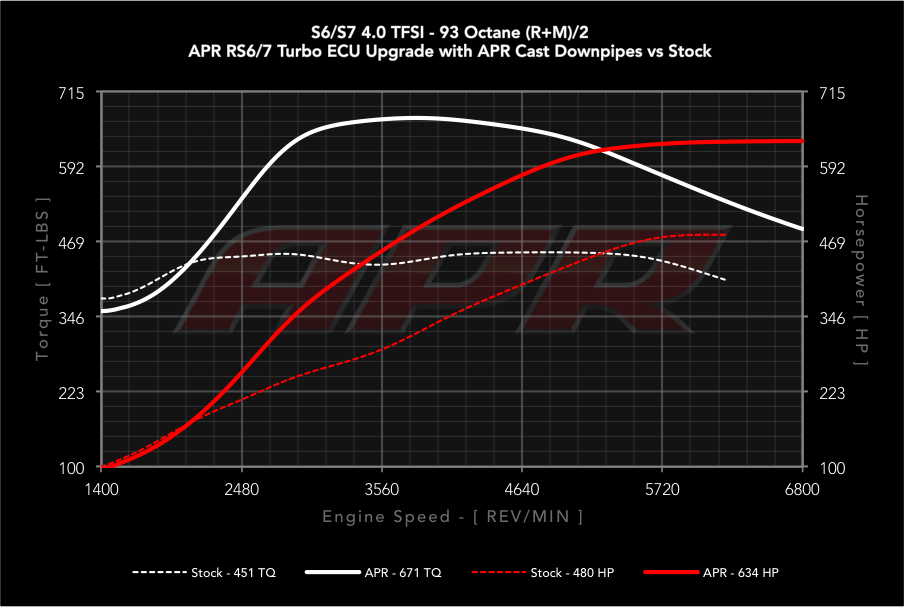 S6/S7 4.0 TFSI - 93 Octane (R+M)/2
APR RS6/7 Turbo ECU Upgrade with APR Cast Downpipes vs Stock
715
592
469
346
223
100
Torque [ FT-LBS ]
APR
715
592
469
346
223
100
Horsepower [ HP ]
1400 2480 3560 4640 5720 6800
Engine Speed - [ REV/MIN ]
Stock - 451 TQ APR - 671 TQ Stock - 480 HP APR - 634 HP